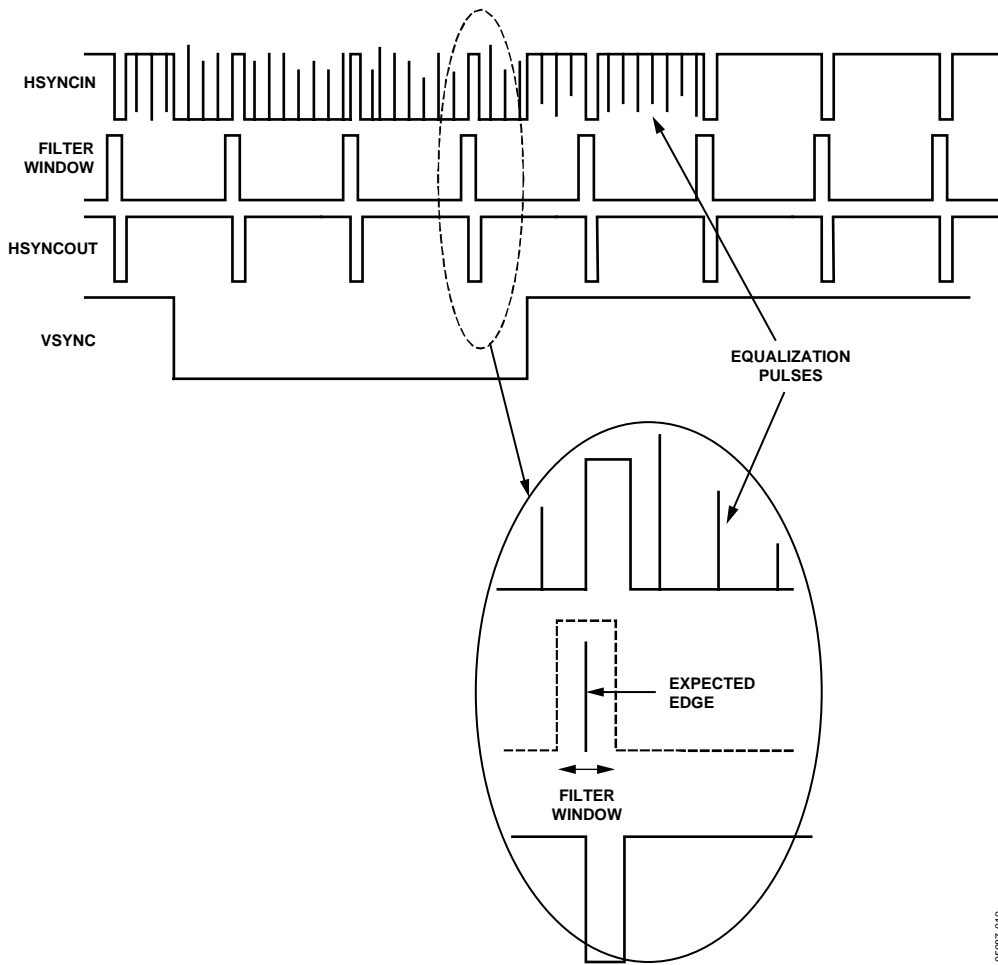 HSYNCIN
FILTER
WINDOW
HSYNCOUT
VSYNC
EQUALIZATION
PULSES
EXPECTED
EDGE
FILTER
WINDOW